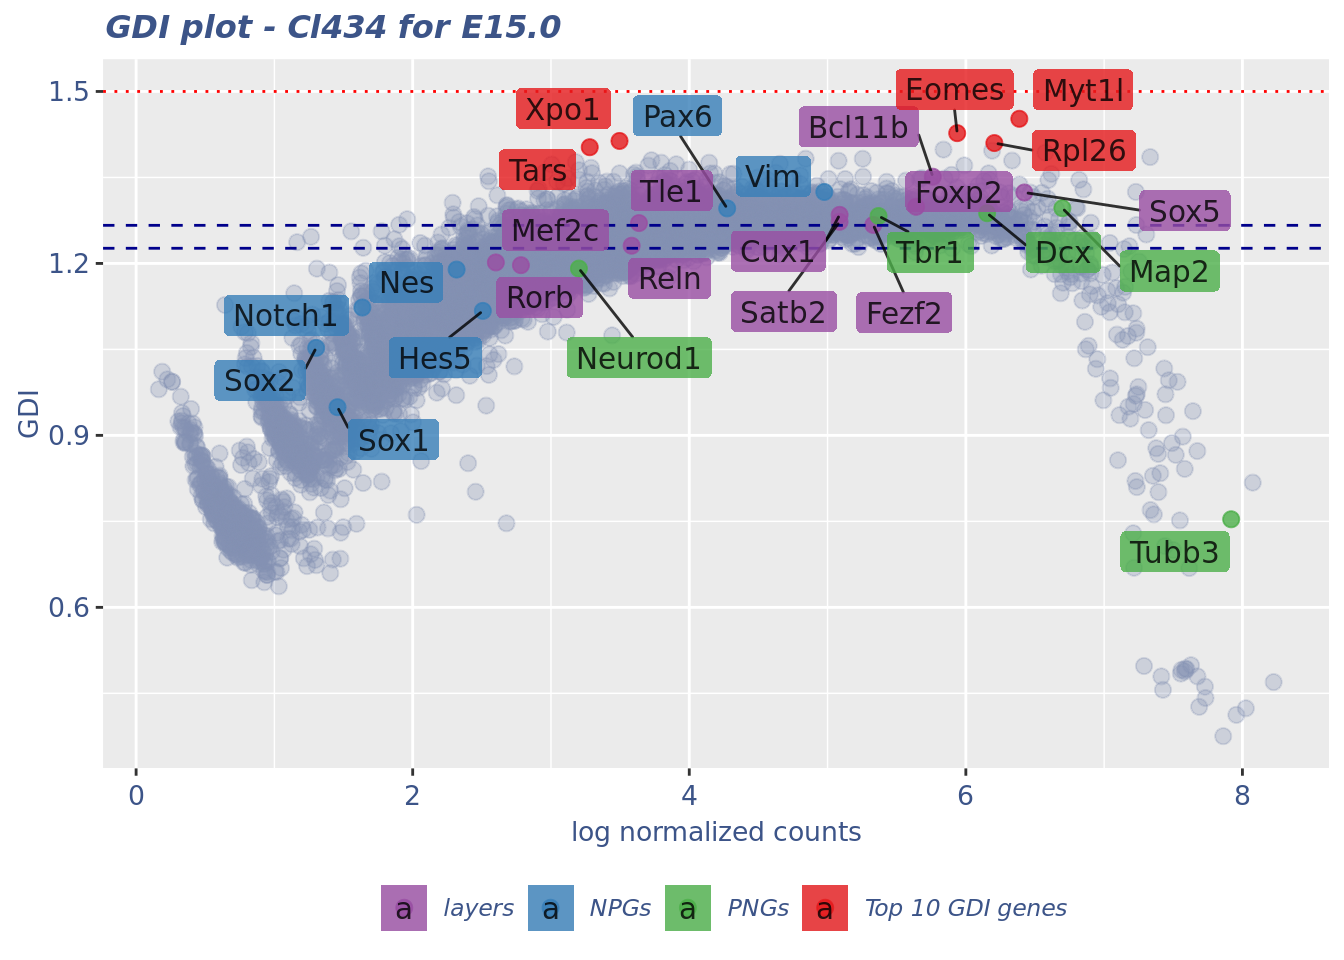 GDI plot - Cl434 for E15.0
GDI
1.5
1.2
0.9
0.6
Xpo1
Pax6
Eomes
Myt1l
Bcl11b
Rpl26
Tars
Tle1
Vim
Foxp2
Sox5
Mef2c
Cux1
Tbr1
Dcx
Map2
Nes
Rorb
Reln
Notch1
Satb2
Fezf2
Hes5
Neurod1
Sox2
Sox1
Tubb3
0 2 4 6 8
log normalized counts
a layers a NPGs a PNGs a Top 10 GDI genes